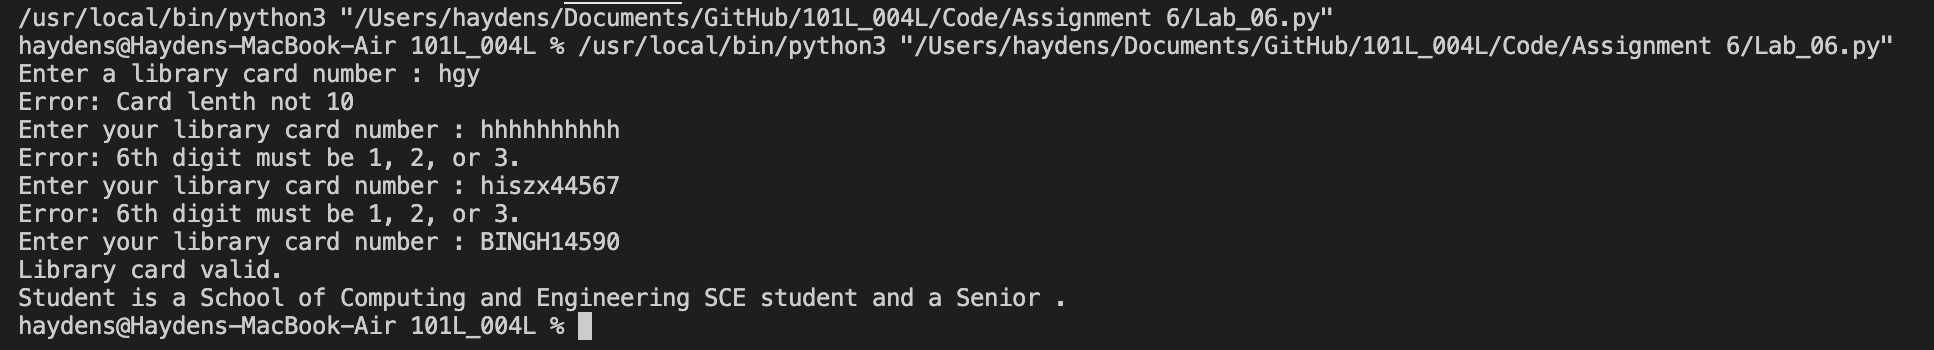 /usr/local/bin/python3 "/Users/haydens/Documents/GitHub/101L_004L/Code/Assignment 6/Lab_06.py"
haydens@Haydens-MacBook-Air 101L_004L % /usr/local/bin/python3 "/Users/haydens/Documents/GitHub/101L_004L/Code/Assignment 6/Lab_06.py"
Enter a library card number : hgy
Error: Card lenth not 10
Enter your library card number : hhhhhhhhhh
Error: 6th digit must be 1, 2, or 3.
Enter your library card number : hiszx44567
Error: 6th digit must be 1, 2, or 3.
Enter your library card number : BINGH14590
Library card valid.
Student is a School of Computing and Engineering SCE student and a Senior .
haydens@Haydens-MacBook-Air 101L_004L %